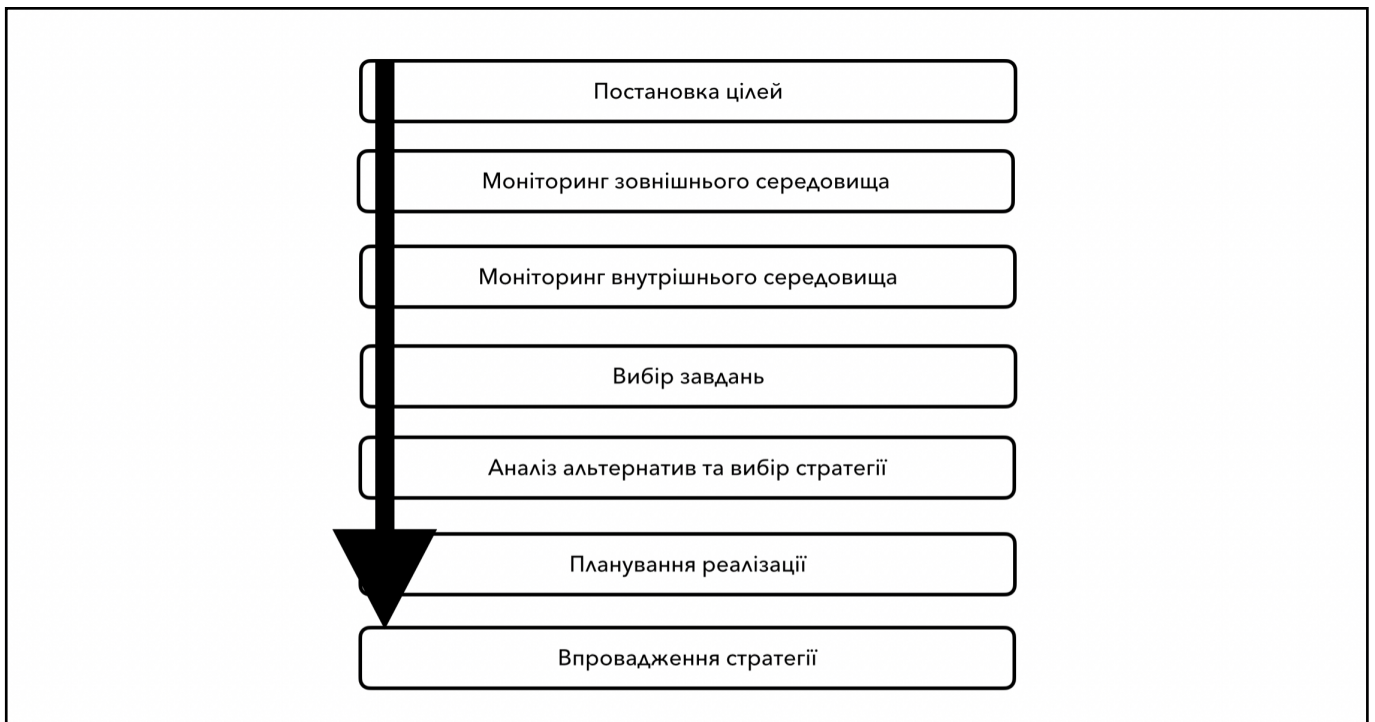 Постановка цілей
Моніторинг зовнішнього середовища
Моніторинг внутрішнього середовища
Вибір завдань
Аналіз альтернатив та вибір стратегії
Планування реалізації
Впровадження стратегії